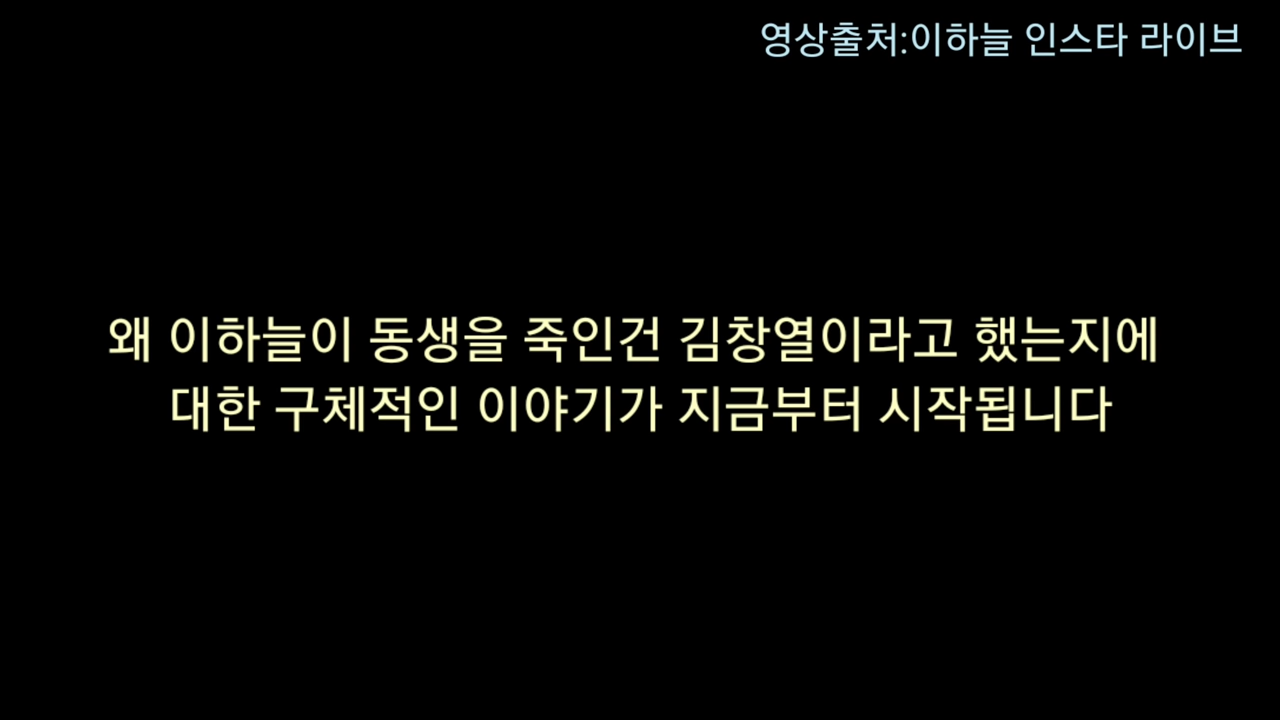 영상출처:이하늘 인스타 라이브
왜 이하늘이 동생을 죽인건 김창열이라고 했는지에
대한 구체적인 이야기가 지금부터 시작됩니다